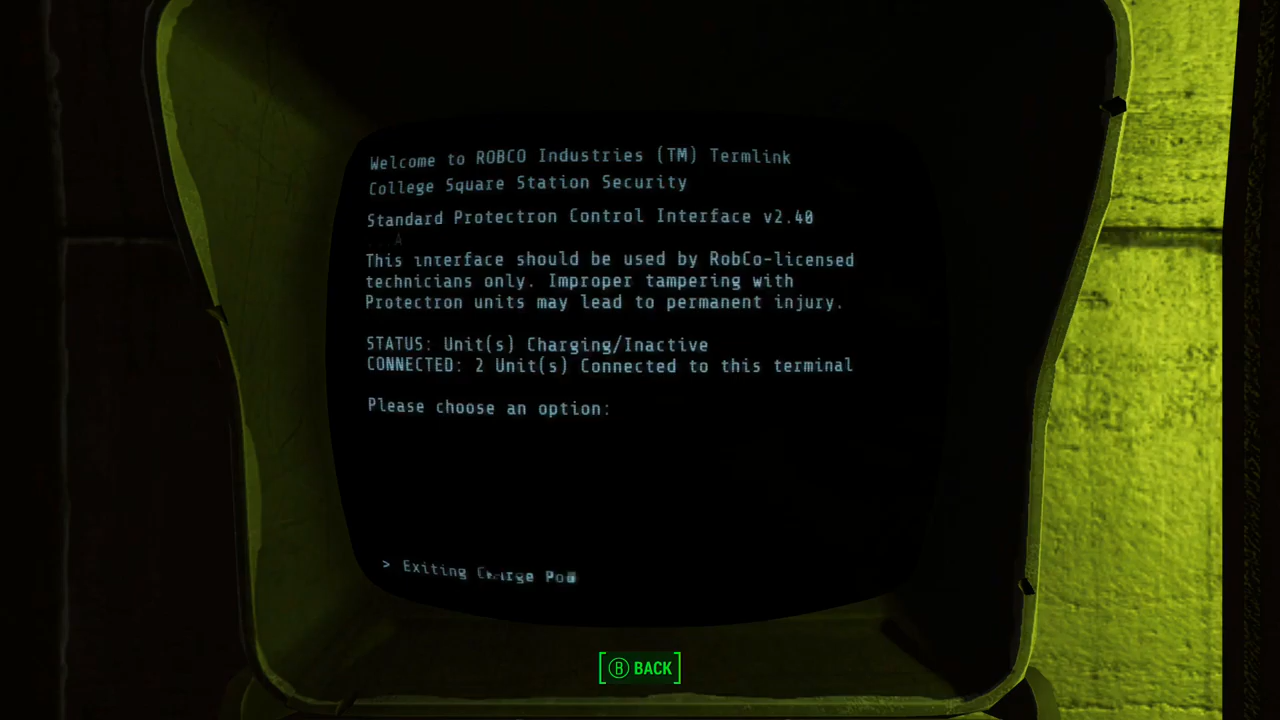 Welcome to ROBCO Industries (TM) Termlink
College Square Station Security
Standard Protectron Control Interface v2.40
This interface should be used by RobCo-licensed
technicians only. Improper tampering with
Protectron units may lead to permanent injury.
STATUS: Unit(s) Charging/Inactive
CONNECTED: 2 Unit(s) Connected to this terminal
Please choose an option:
> Exiting Charge Po
Ⓑ BACK